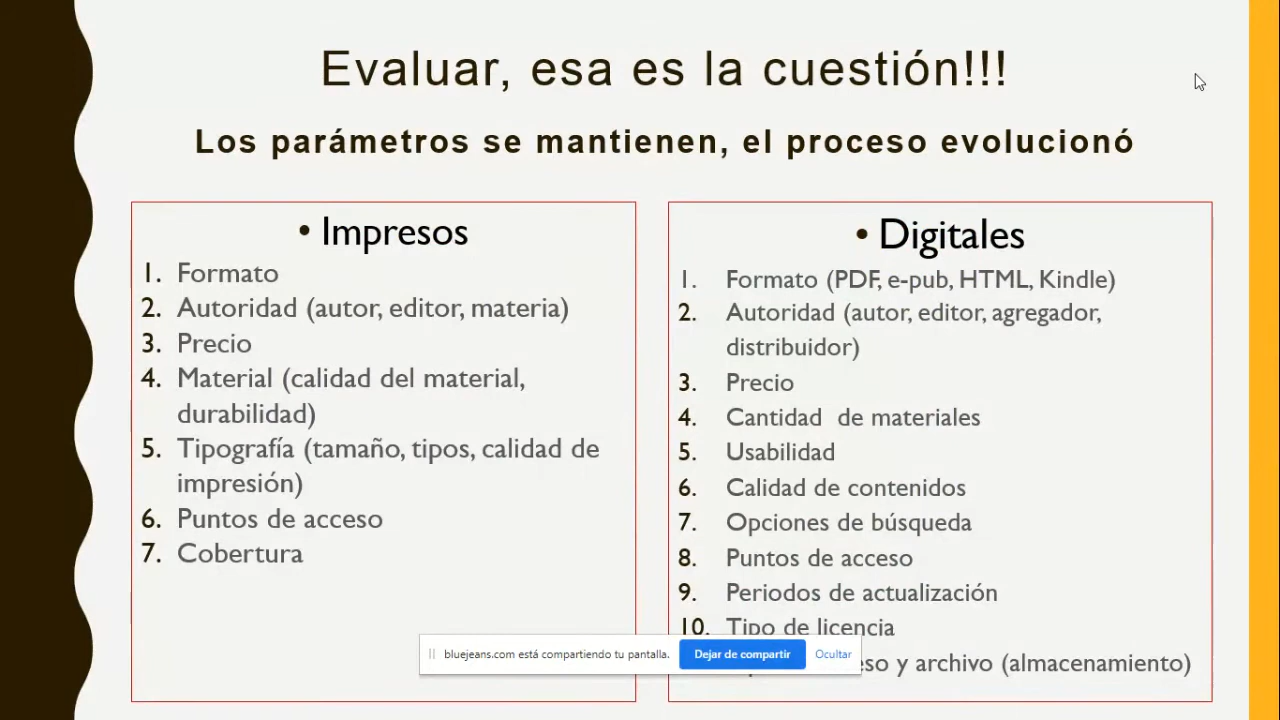 Evaluar, esa es la cuestión!!!
Los parámetros se mantienen, el proceso evolucionó
• Impresos
1. Formato
2. Autoridad (autor, editor, materia)
3. Precio
4. Material (calidad del material,
durabilidad)
5. Tipografía (tamaño, tipos, calidad de
impresión)
6. Puntos de acceso
7. Cobertura
• Digitales
1. Formato (PDF, e-pub, HTML, Kindle)
2. Autoridad (autor, editor, agregador,
distribuidor)
3. Precio
4. Cantidad de materiales
5. Usabilidad
6. Calidad de contenidos
7. Opciones de búsqueda
8. Puntos de acceso
9. Periodos de actualización
10. Tipo de licencia
y archivo (almacenamiento)
bluejeans.com está compartiendo tu pantalla.
Dejar de compartir
Ocultar